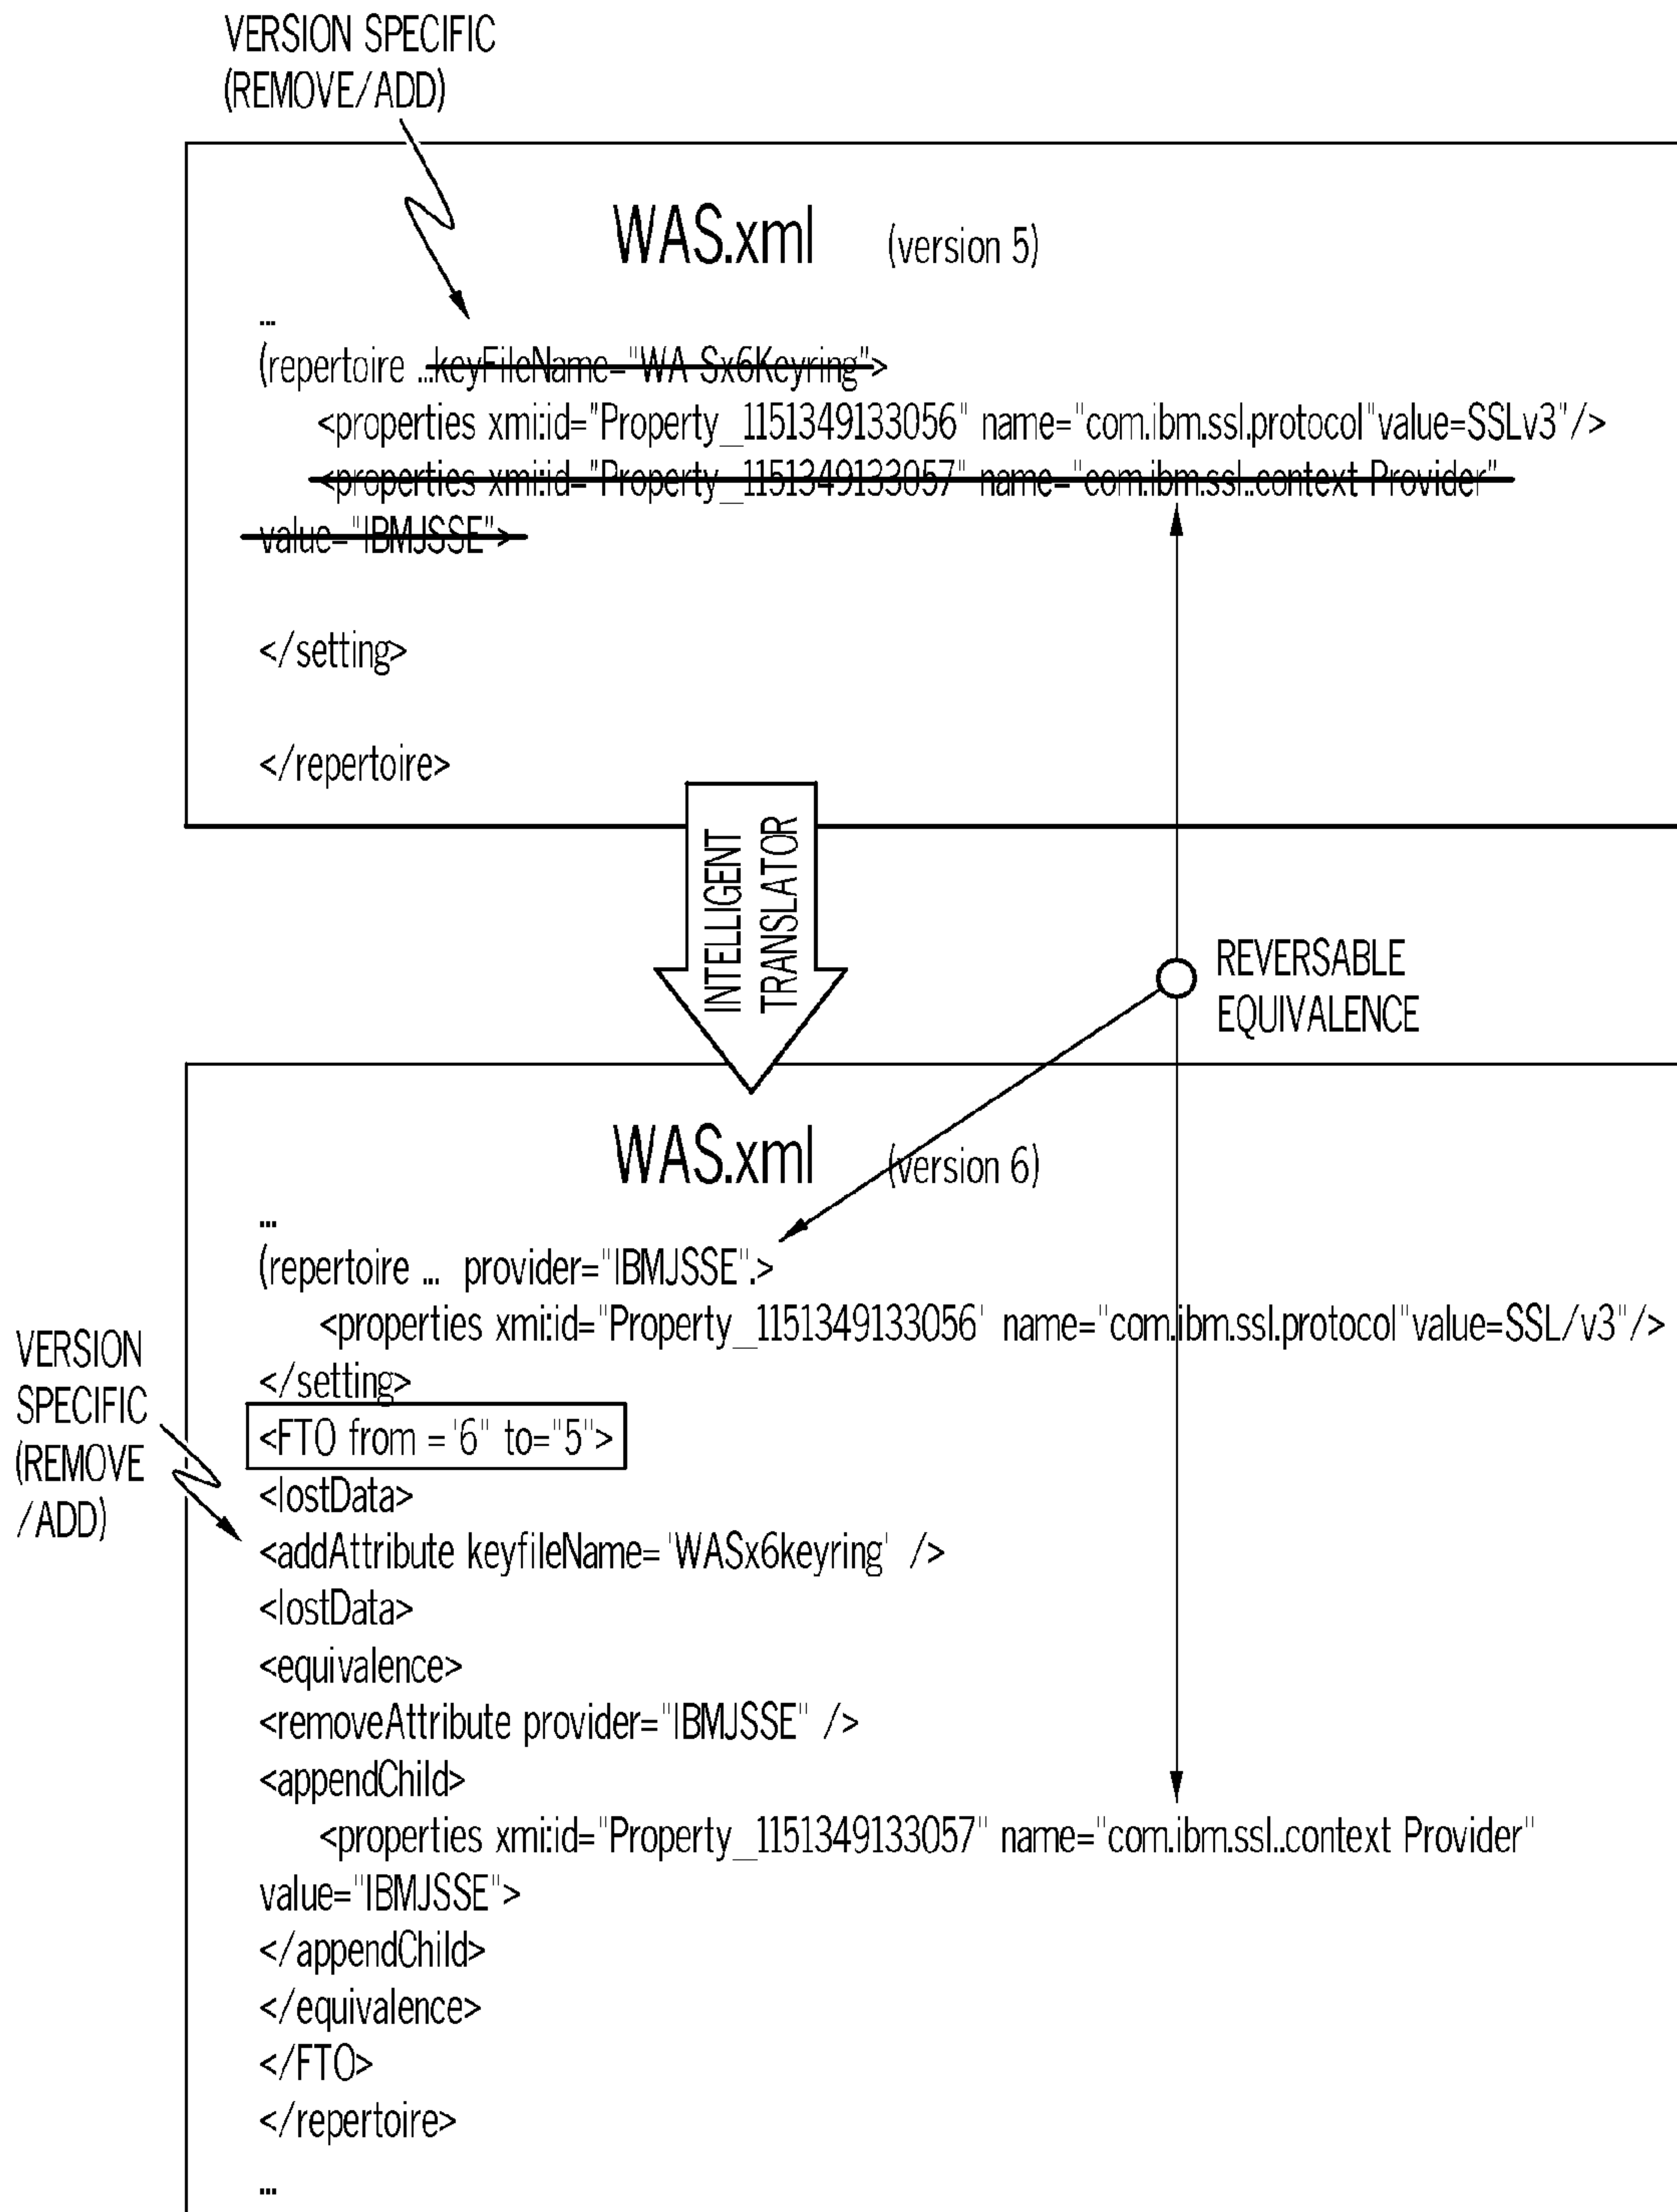 VERSION SPECIFIC
(REMOVE/ADD)
WAS.xml (version 5)
...
(repertoire ...keyFileName="WA Sx6Keyring">
<properties xmi:id="Property_1151349133056" name="com.ibm.ssl.protocol"value=SSLv3"/>
<properties xmi:id="Property_1151349133057" name="com.ibm.ssl..context Provider"
value="IBMJSSE">
</setting>
</repertoire>
INTELLIGENT
TRANSLATOR
REVERSABLE
EQUIVALENCE
WAS.xml (version 6)
...
(repertoire ... provider="IBMJSSE".>
<properties xmi:id="Property_1151349133056' name="com.ibm.ssl.protocol"value=SSL/v3"/>
</setting>
VERSION
SPECIFIC
(REMOVE
/ADD)
<FTO from ='6" to="5">
<lostData>
<addAttribute keyfileName='WASx6keyring' />
<lostData>
<equivalence>
<removeAttribute provider="IBMJSSE" />
<appendChild>
<properties xmi:id="Property_1151349133057" name="com.ibm.ssl..context Provider"
value="IBMJSSE">
</appendChild>
</equivalence>
</FTO>
</repertoire>
...